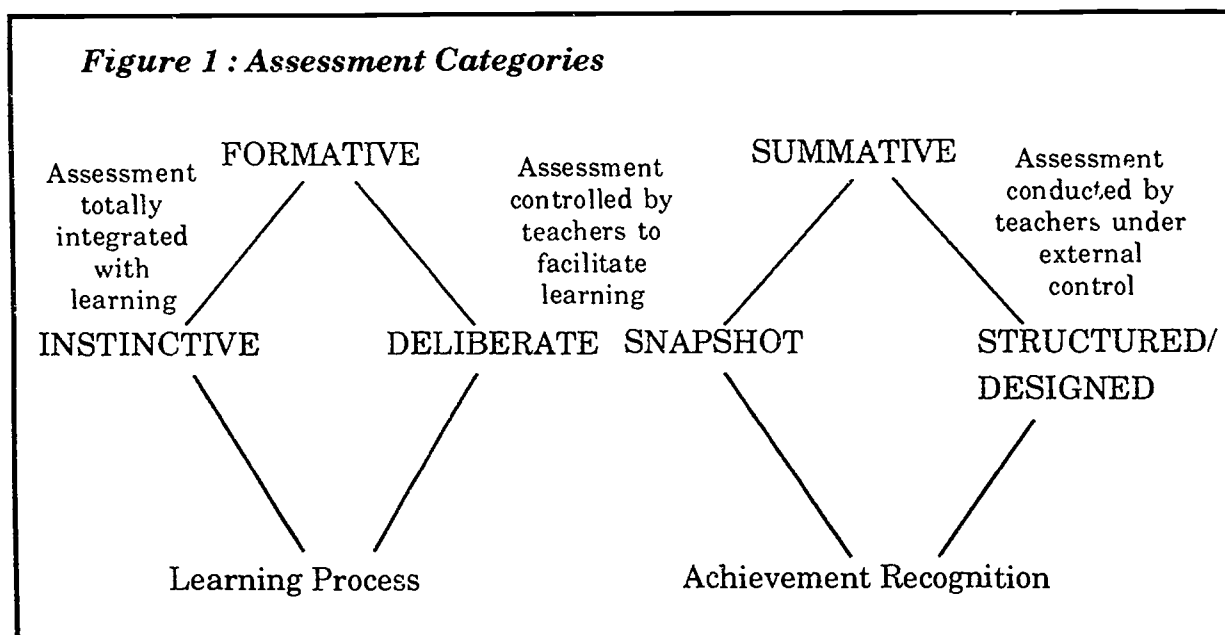 Figure 1 : Assessment Categories
FORMATIVE
Assessment
totally
integrated
with
learning
INSTINCTIVE
Assessment
controlled by
teachers to
facilitate
learning
DELIBERATE
Learning Process
SUMMATIVE
SNAPSHOT
Assessment
conducted by
teachers under
external
control
STRUCTURED/
DESIGNED
Achievement Recognition